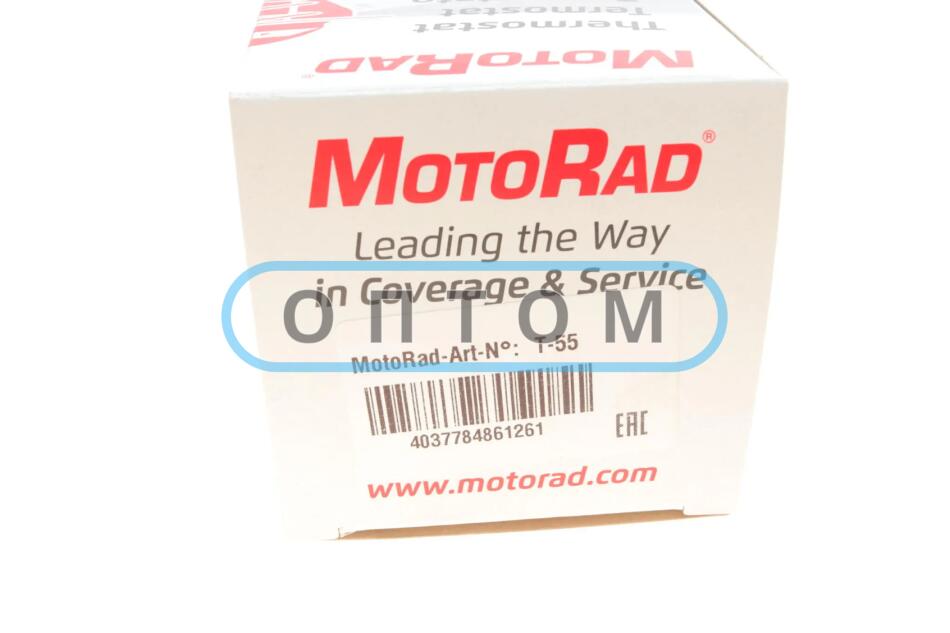 Termostat
Thermostat
MOTORAD®
MOTORAD®
Leading the Way
in Coverage & Service
ОПТОМ
MotoRad-Art-N°: T-55
4037784861261
EAC
www.motorad.com